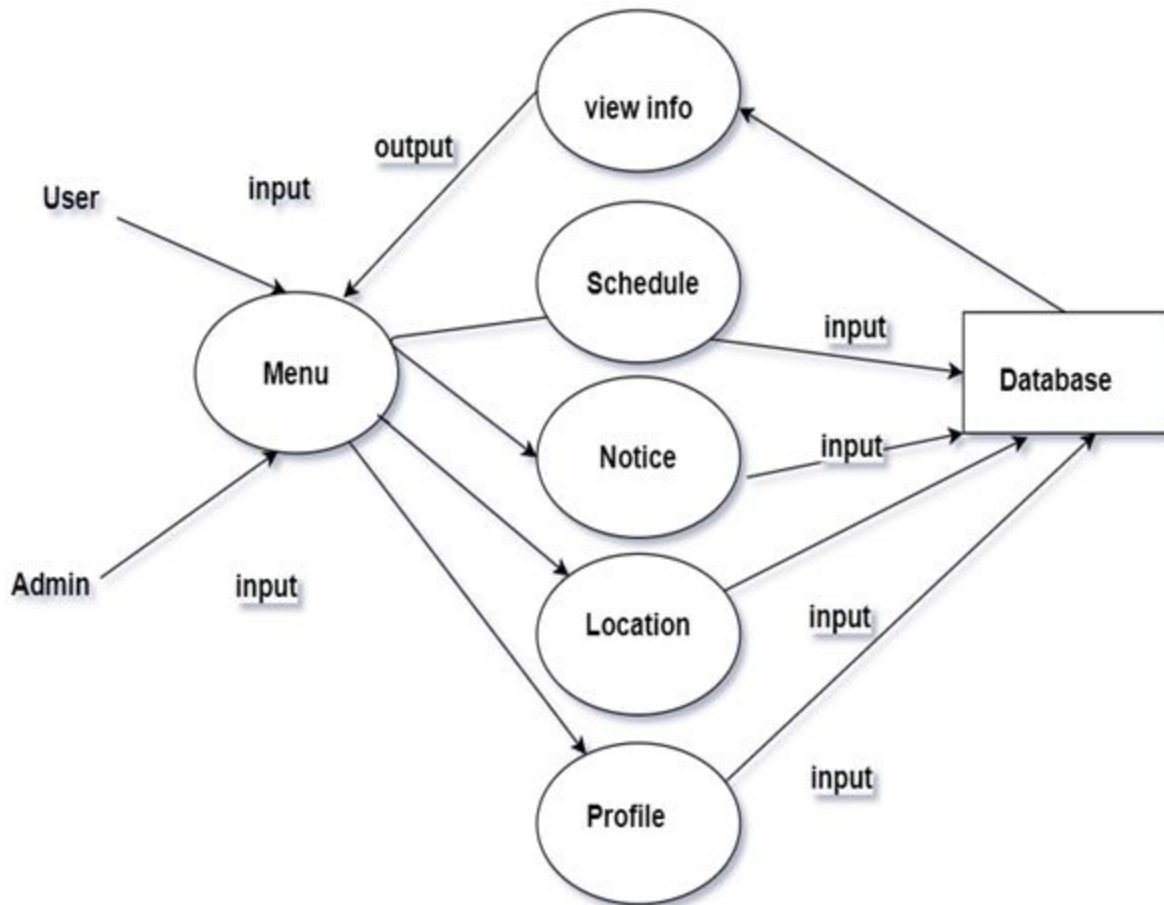 view info
output
input
User
Schedule
input
Menu
Database
Notice
input
Admin
input
Location
input
input
Profile